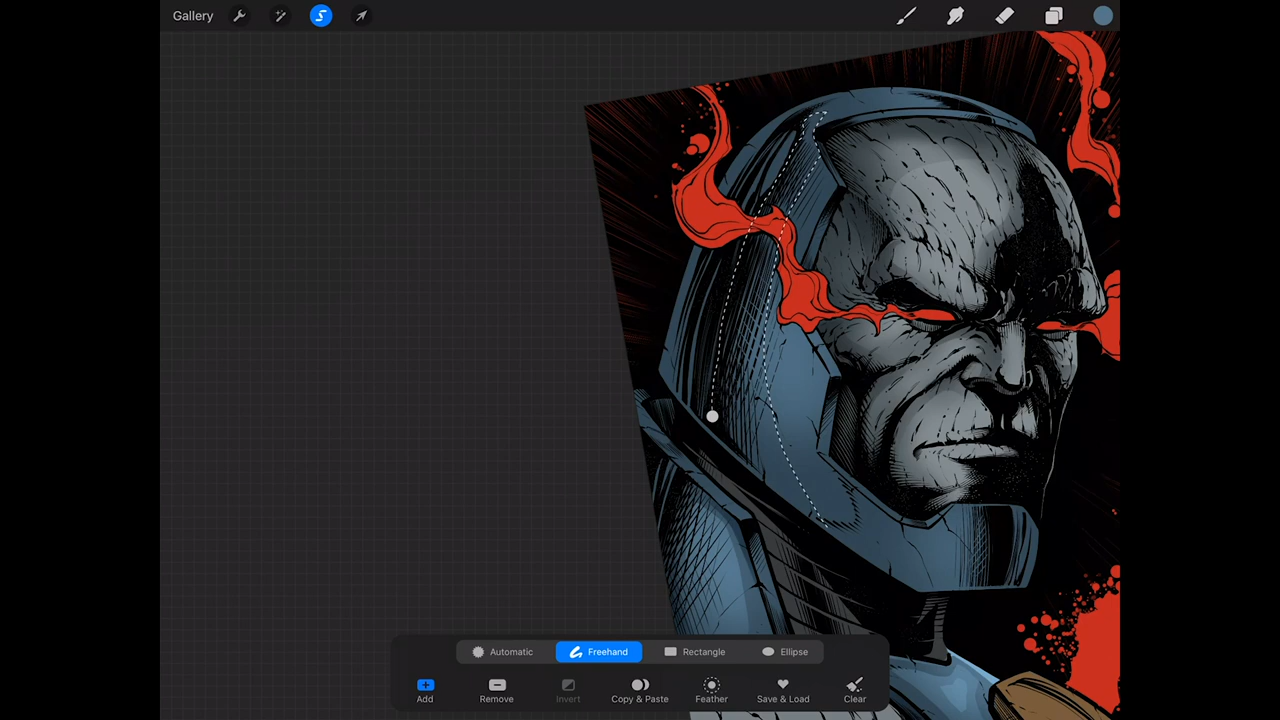 Gallery
Automatic Freehand Rectangle Ellipse
Add Remove Invert Copy & Paste Feather Save & Load Clear